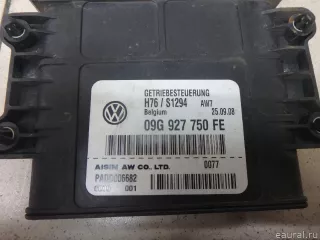 GETRIEBESTEUERUNG
H76 / S1294 AW7
Belgium 25.09.08
09G 927 750 FE
AISIN AW CO., LTD.
0077
001
eaural.ru